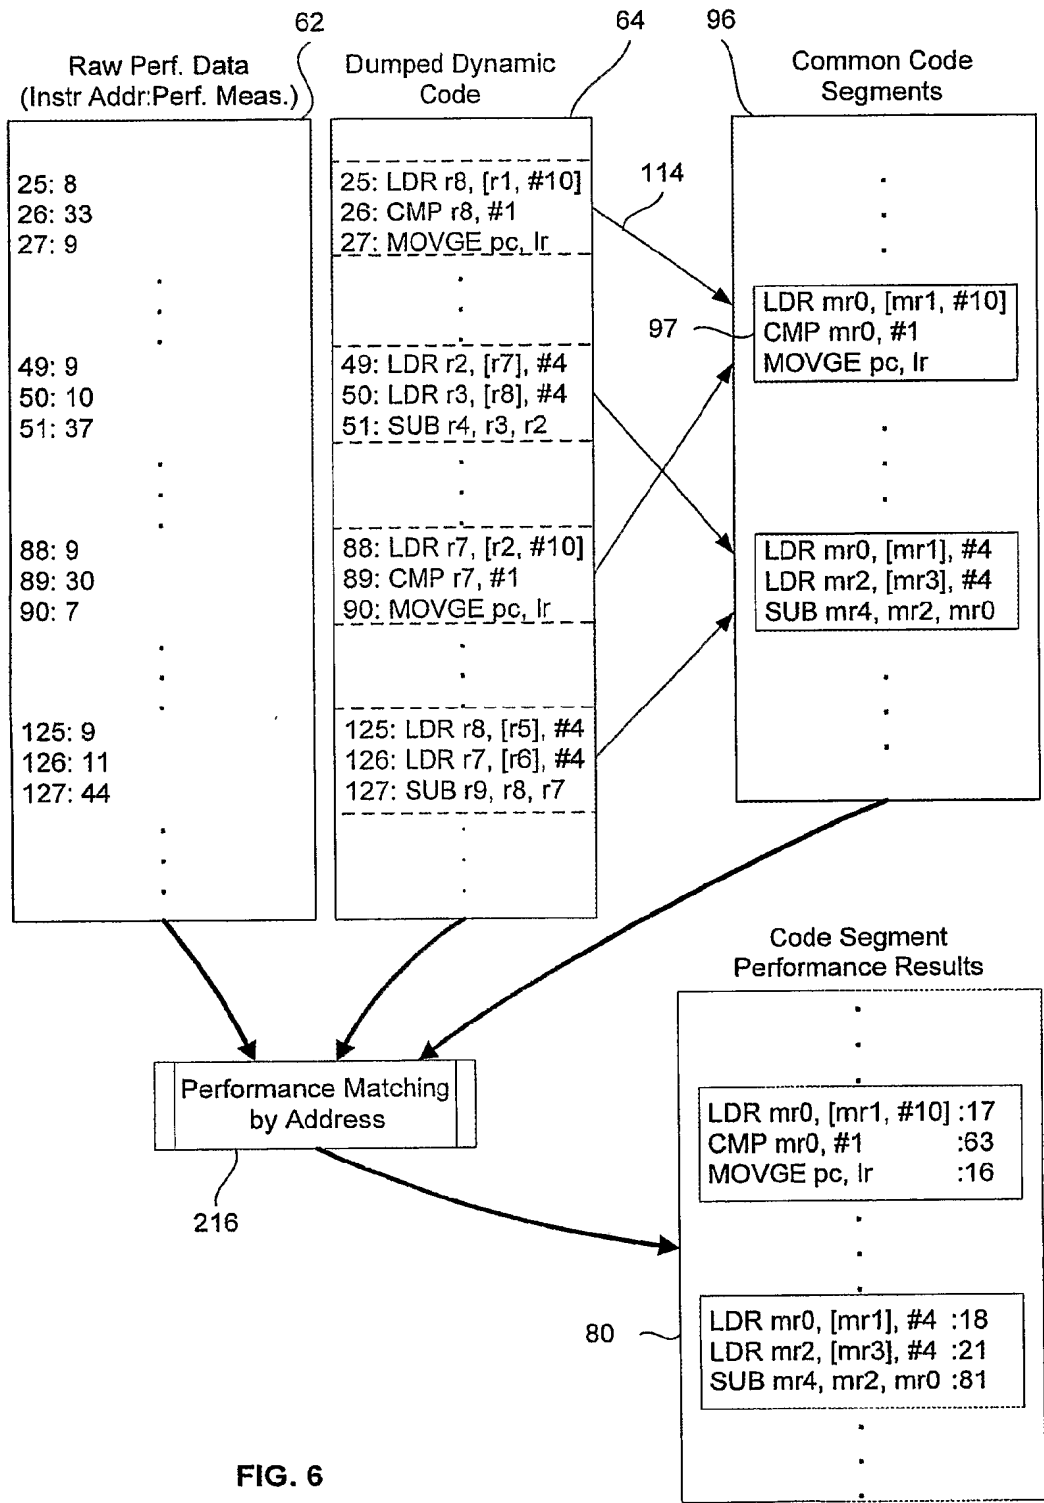 62
64
96
Raw Perf. Data
(Instr Addr:Perf. Meas.)
Dumped Dynamic
Code
Common Code
Segments
25: 8
26: 33
27: 9
49: 9
50: 10
51: 37
88: 9
89: 30
90: 7
125: 9
126: 11
127: 44
25: LDR r8, [r1, #10]
26: CMP r8, #1
27: MOVGE pc, lr
49: LDR r2, [r7], #4
50: LDR r3, [r8], #4
51: SUB r4, r3, r2
88: LDR r7, [r2, #10]
89: CMP r7, #1
90: MOVGE pc, lr
125: LDR r8, [r5], #4
126: LDR r7, [r6], #4
127: SUB r9, r8, r7
114
97
LDR mr0, [mr1, #10]
CMP mr0, #1
MOVGE pc, lr
LDR mr0, [mr1], #4
LDR mr2, [mr3], #4
SUB mr4, mr2, mr0
Performance Matching
by Address
216
Code Segment
Performance Results
LDR mr0, [mr1, #10] :17
CMP mr0, #1 :63
MOVGE pc, lr :16
80
LDR mr0, [mr1], #4 :18
LDR mr2, [mr3], #4 :21
SUB mr4, mr2, mr0 :81
FIG. 6